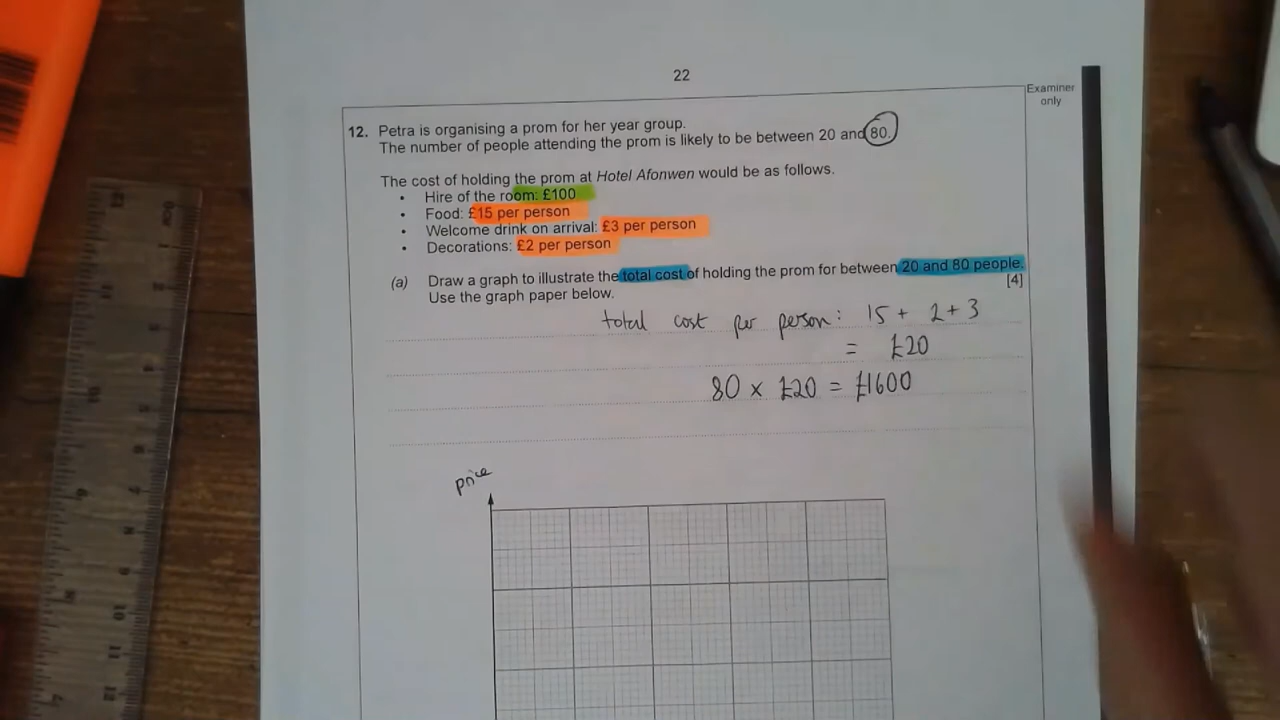 22
Examiner
only
12. Petra is organising a prom for her year group.
The number of people attending the prom is likely to be between 20 and 80.
The cost of holding the prom at Hotel Afonwen would be as follows.
• Hire of the room: £100
• Food: £15 per person
• Welcome drink on arrival: £3 per person
• Decorations: £2 per person
(a) Draw a graph to illustrate the total cost of holding the prom for between 20 and 80 people.
[4]
Use the graph paper below.
total cost per person: 15 + 2 + 3
= £20
80 × £20 = £1600
price